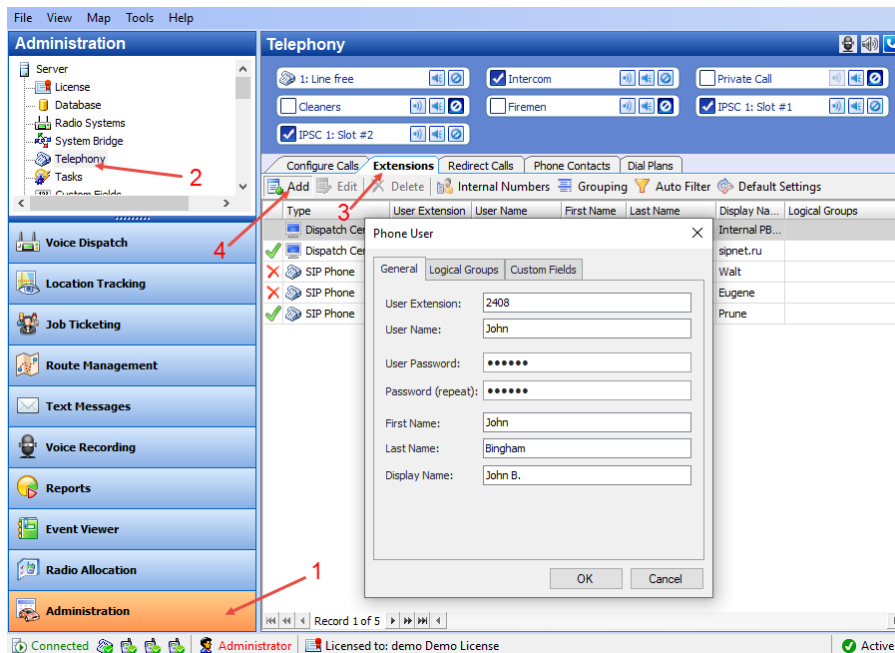 File View Map Tools Help
Administration
Server
License
Database
Radio Systems
System Bridge
Telephony
Tasks
Custom Fields
2
Voice Dispatch
Location Tracking
Job Ticketing
Route Management
Text Messages
Voice Recording
Reports
Event Viewer
Radio Allocation
Administration
1
Telephony
1: Line free Intercom Private Call
Cleaners Firemen IPSC 1: Slot #1
IPSC 1: Slot #2
Configure Calls Extensions Redirect Calls Phone Contacts Dial Plans
Add Edit Delete Internal Numbers Grouping Auto Filter Default Settings
3
4
Type User Extension User Name First Name Last Name Display Na... Logical Groups
Dispatch Cer Internal PB...
Dispatch Cer sipnet.ru
SIP Phone Walt
SIP Phone Eugene
SIP Phone Prune
Phone User
General Logical Groups Custom Fields
User Extension: 2408
User Name: John
User Password: ••••••
Password (repeat): ••••••
First Name: John
Last Name: Bingham
Display Name: John B.
OK Cancel
Record 1 of 5
Connected Administrator Licensed to: demo Demo License Active